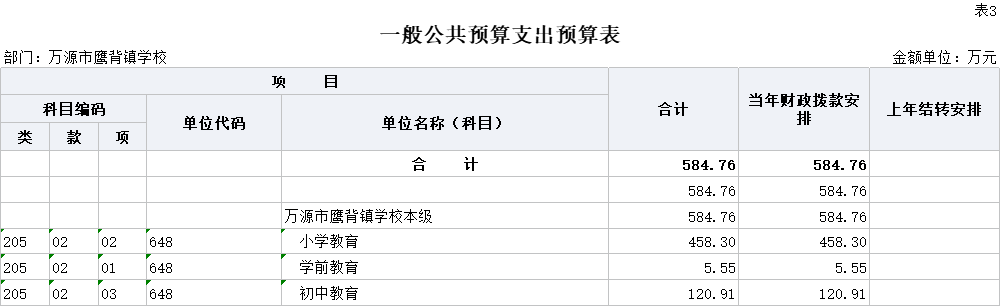 表3
一般公共预算支出预算表
部门：万源市鹰背镇学校 金额单位：万元
项 目 合计 当年财政拨款安排 上年结转安排
科目编码 单位代码 单位名称（科目）
类 款 项
合 计 584.76 584.76
584.76 584.76
万源市鹰背镇学校本级 584.76 584.76
205 02 02 648 小学教育 458.30 458.30
205 02 01 648 学前教育 5.55 5.55
205 02 03 648 初中教育 120.91 120.91